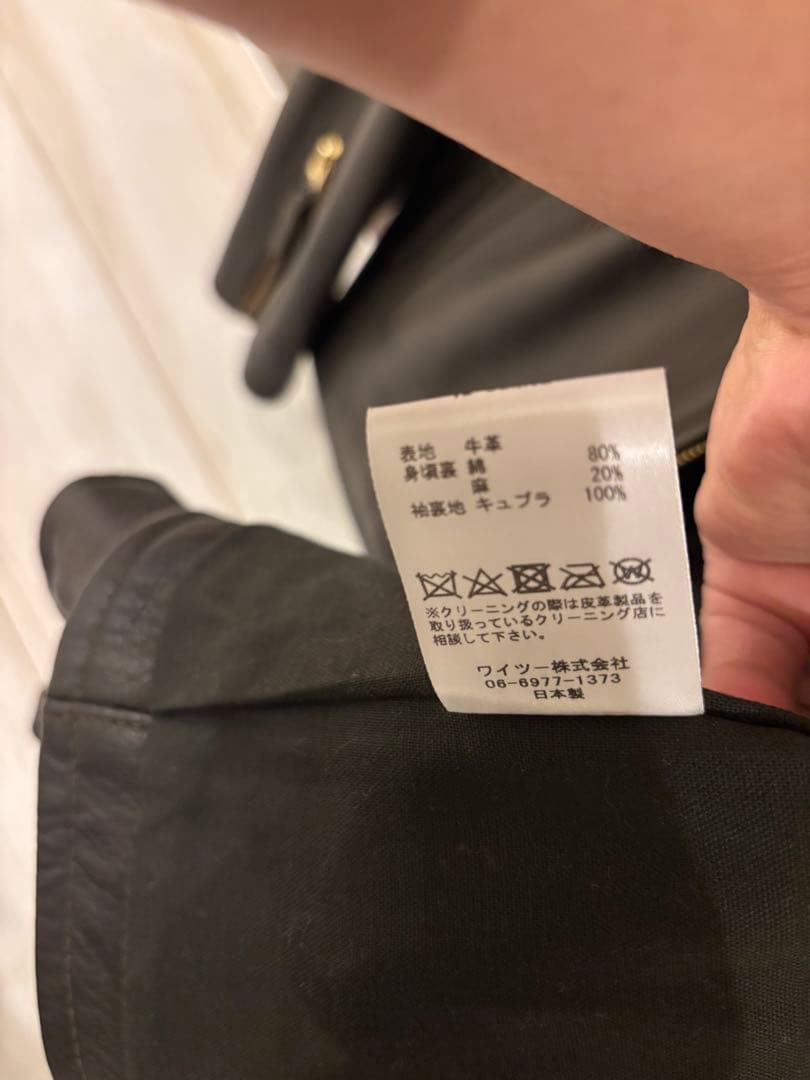 表地 牛革
身頃裏 綿 80%
麻 20%
袖裏地 キュプラ 100%
※クリーニングの際は皮革製品を
取り扱っているクリーニング店に
相談して下さい。
ワイツー株式会社
06-6977-1373
日本製